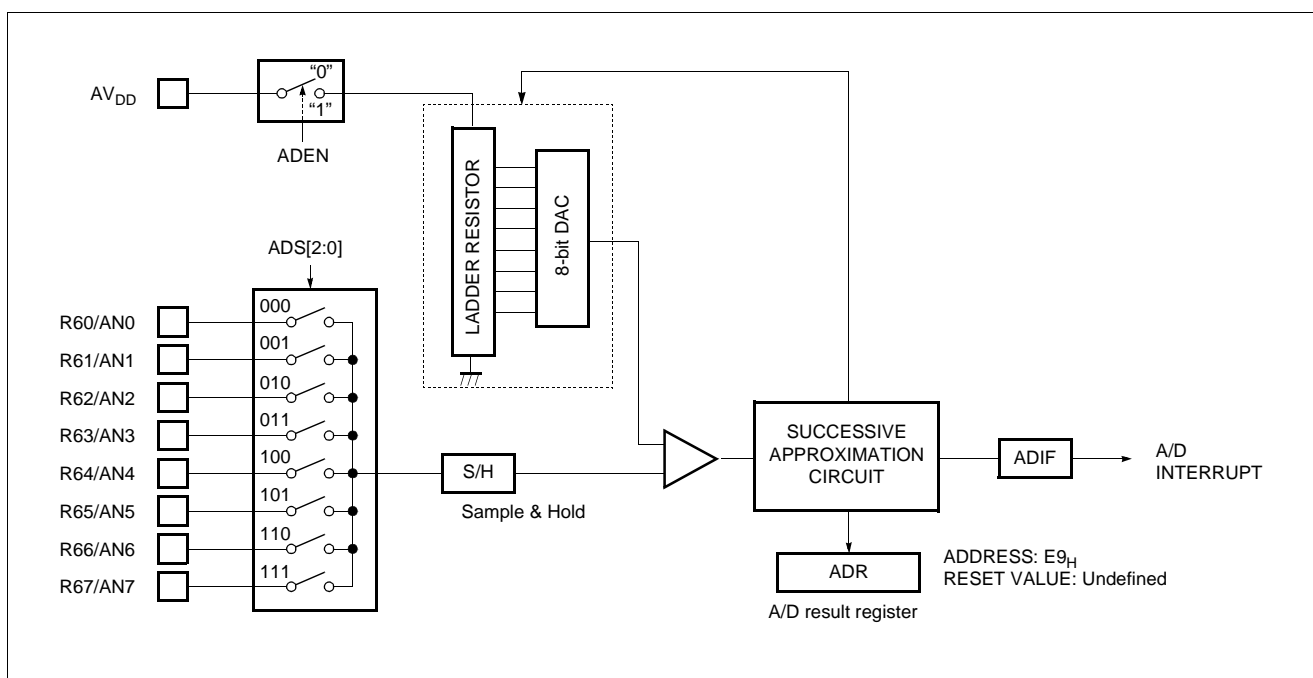 AVDD
"0"
"1"
ADEN
LADDER RESISTOR
8-bit DAC
ADS[2:0]
R60/AN0
000
R61/AN1
001
R62/AN2
010
R63/AN3
011
R64/AN4
100
R65/AN5
101
R66/AN6
110
R67/AN7
111
S/H
Sample & Hold
SUCCESSIVE
APPROXIMATION
CIRCUIT
ADIF
A/D
INTERRUPT
ADR
A/D result register
ADDRESS: E9H
RESET VALUE: Undefined